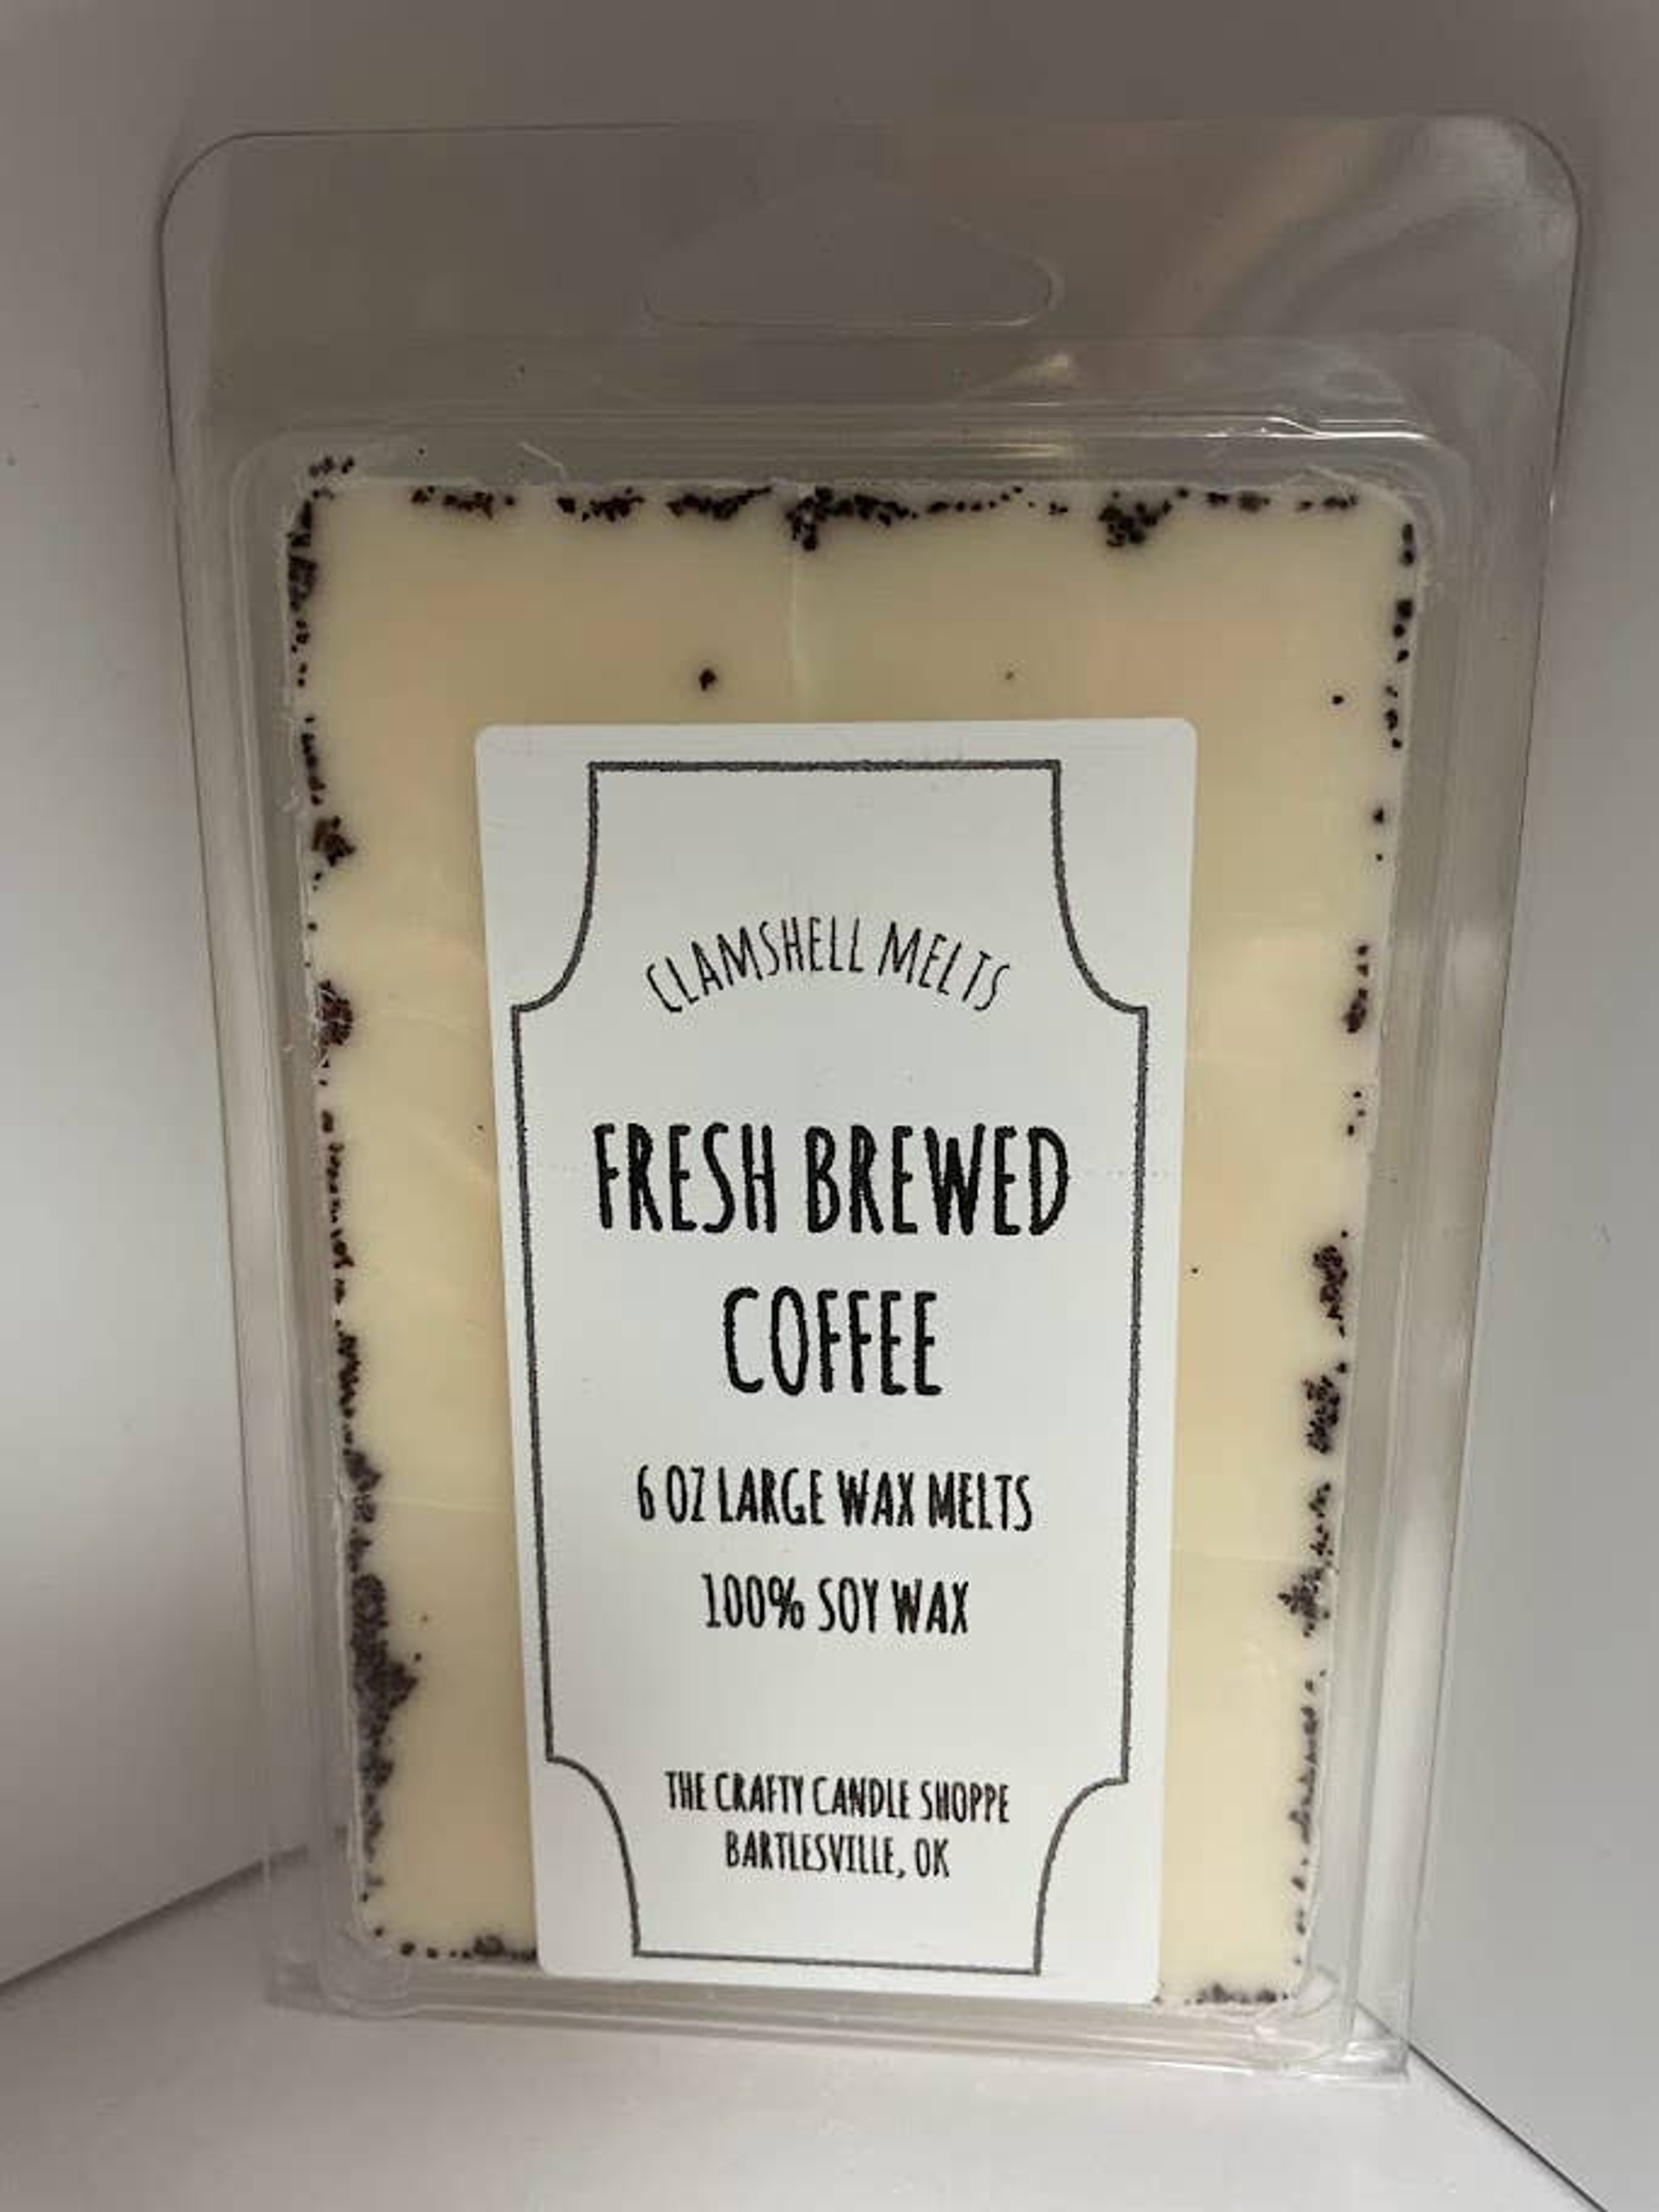 CLAMSHELL MELTS
FRESH BREWED
COFFEE
6 OZ LARGE WAX MELTS
100% SOY WAX
THE CRAFTY CANDLE SHOPPE
BARTLESVILLE, OK